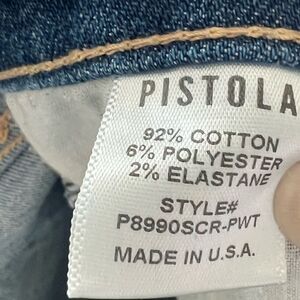 PISTOLA
92% COTTON
6% POLYESTER
2% ELASTANE
STYLE#
P8990SCR-PWT
MADE IN U.S.A.